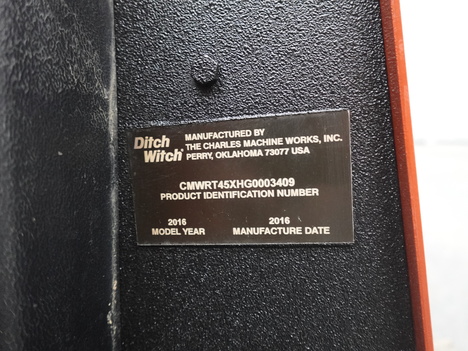 Ditch Witch®
MANUFACTURED BY
THE CHARLES MACHINE WORKS, INC.
PERRY, OKLAHOMA 73077 USA
CMWRT45XHG0003409
PRODUCT IDENTIFICATION NUMBER
2016 2016
MODEL YEAR MANUFACTURE DATE